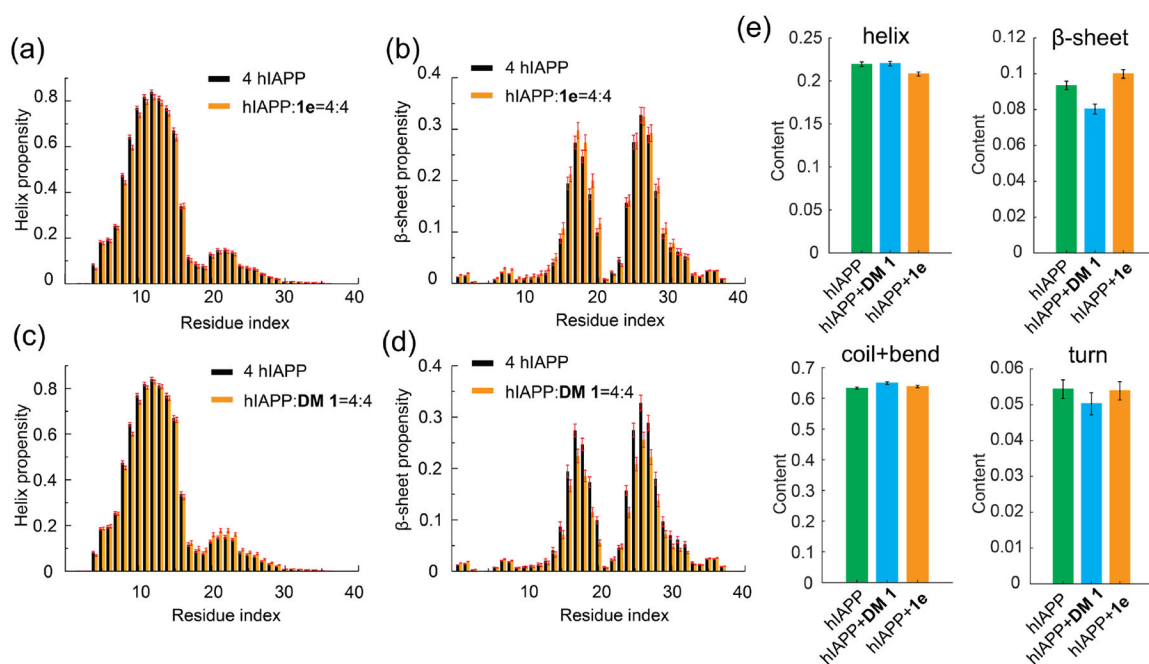 (a)
4 hIAPP
hIAPP:1e=4:4
Helix propensity
0.8
0.6
0.4
0.2
0
10
20
30
40
Residue index
(b)
4 hIAPP
hIAPP:1e=4:4
β-sheet propensity
0.4
0.3
0.2
0.1
0
10
20
30
40
Residue index
(c)
4 hIAPP
hIAPP:DM 1=4:4
Helix propensity
0.8
0.6
0.4
0.2
0
10
20
30
40
Residue index
(d)
4 hIAPP
hIAPP:DM 1=4:4
β-sheet propensity
0.4
0.3
0.2
0.1
0
10
20
30
40
Residue index
(e)
helix
Content
0.25
0.2
0.15
0.1
0.05
0
hIAPP
hIAPP+DM 1
hIAPP+1e
β-sheet
Content
0.12
0.1
0.08
0.06
0.04
0.02
0
hIAPP
hIAPP+DM 1
hIAPP+1e
coil+bend
Content
0.7
0.6
0.5
0.4
0.3
0.2
0.1
0
hIAPP
hIAPP+DM 1
hIAPP+1e
turn
Content
0.06
0.05
0.04
0.03
0.02
0.01
0
hIAPP
hIAPP+DM 1
hIAPP+1e